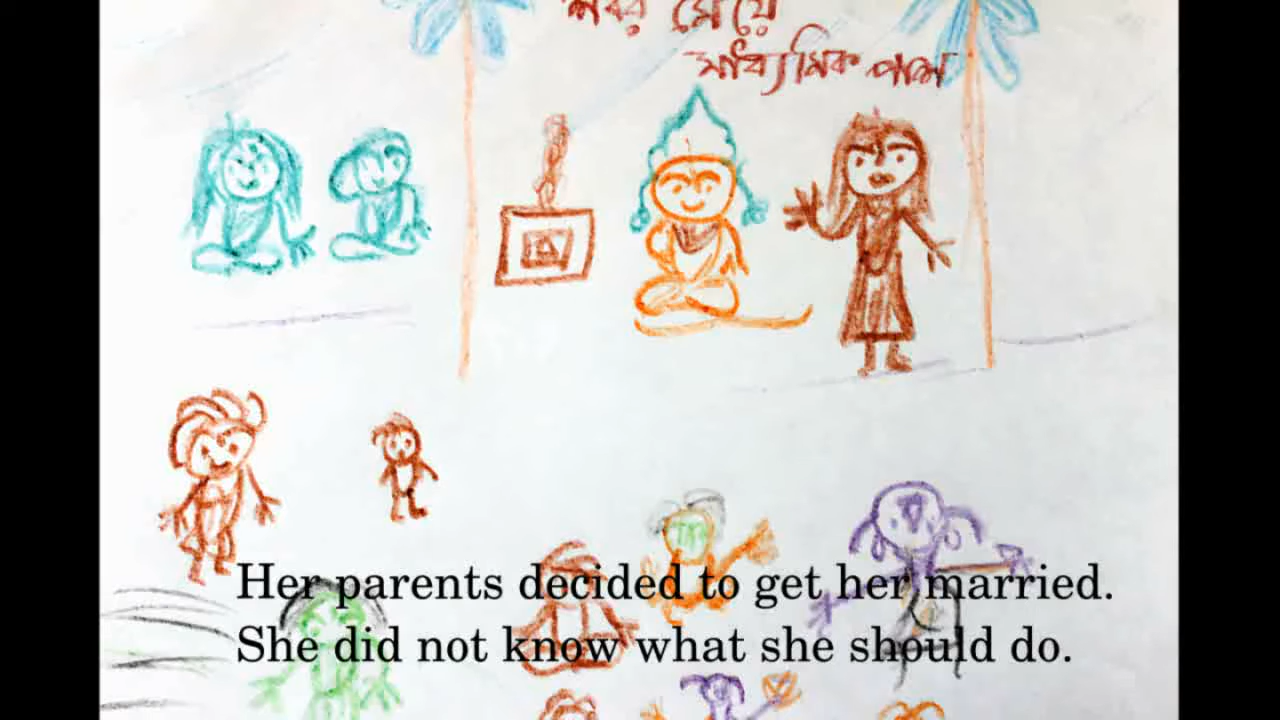 মেয়ে
মাধ্যমিক পাশ
Her parents decided to get her married.
She did not know what she should do.